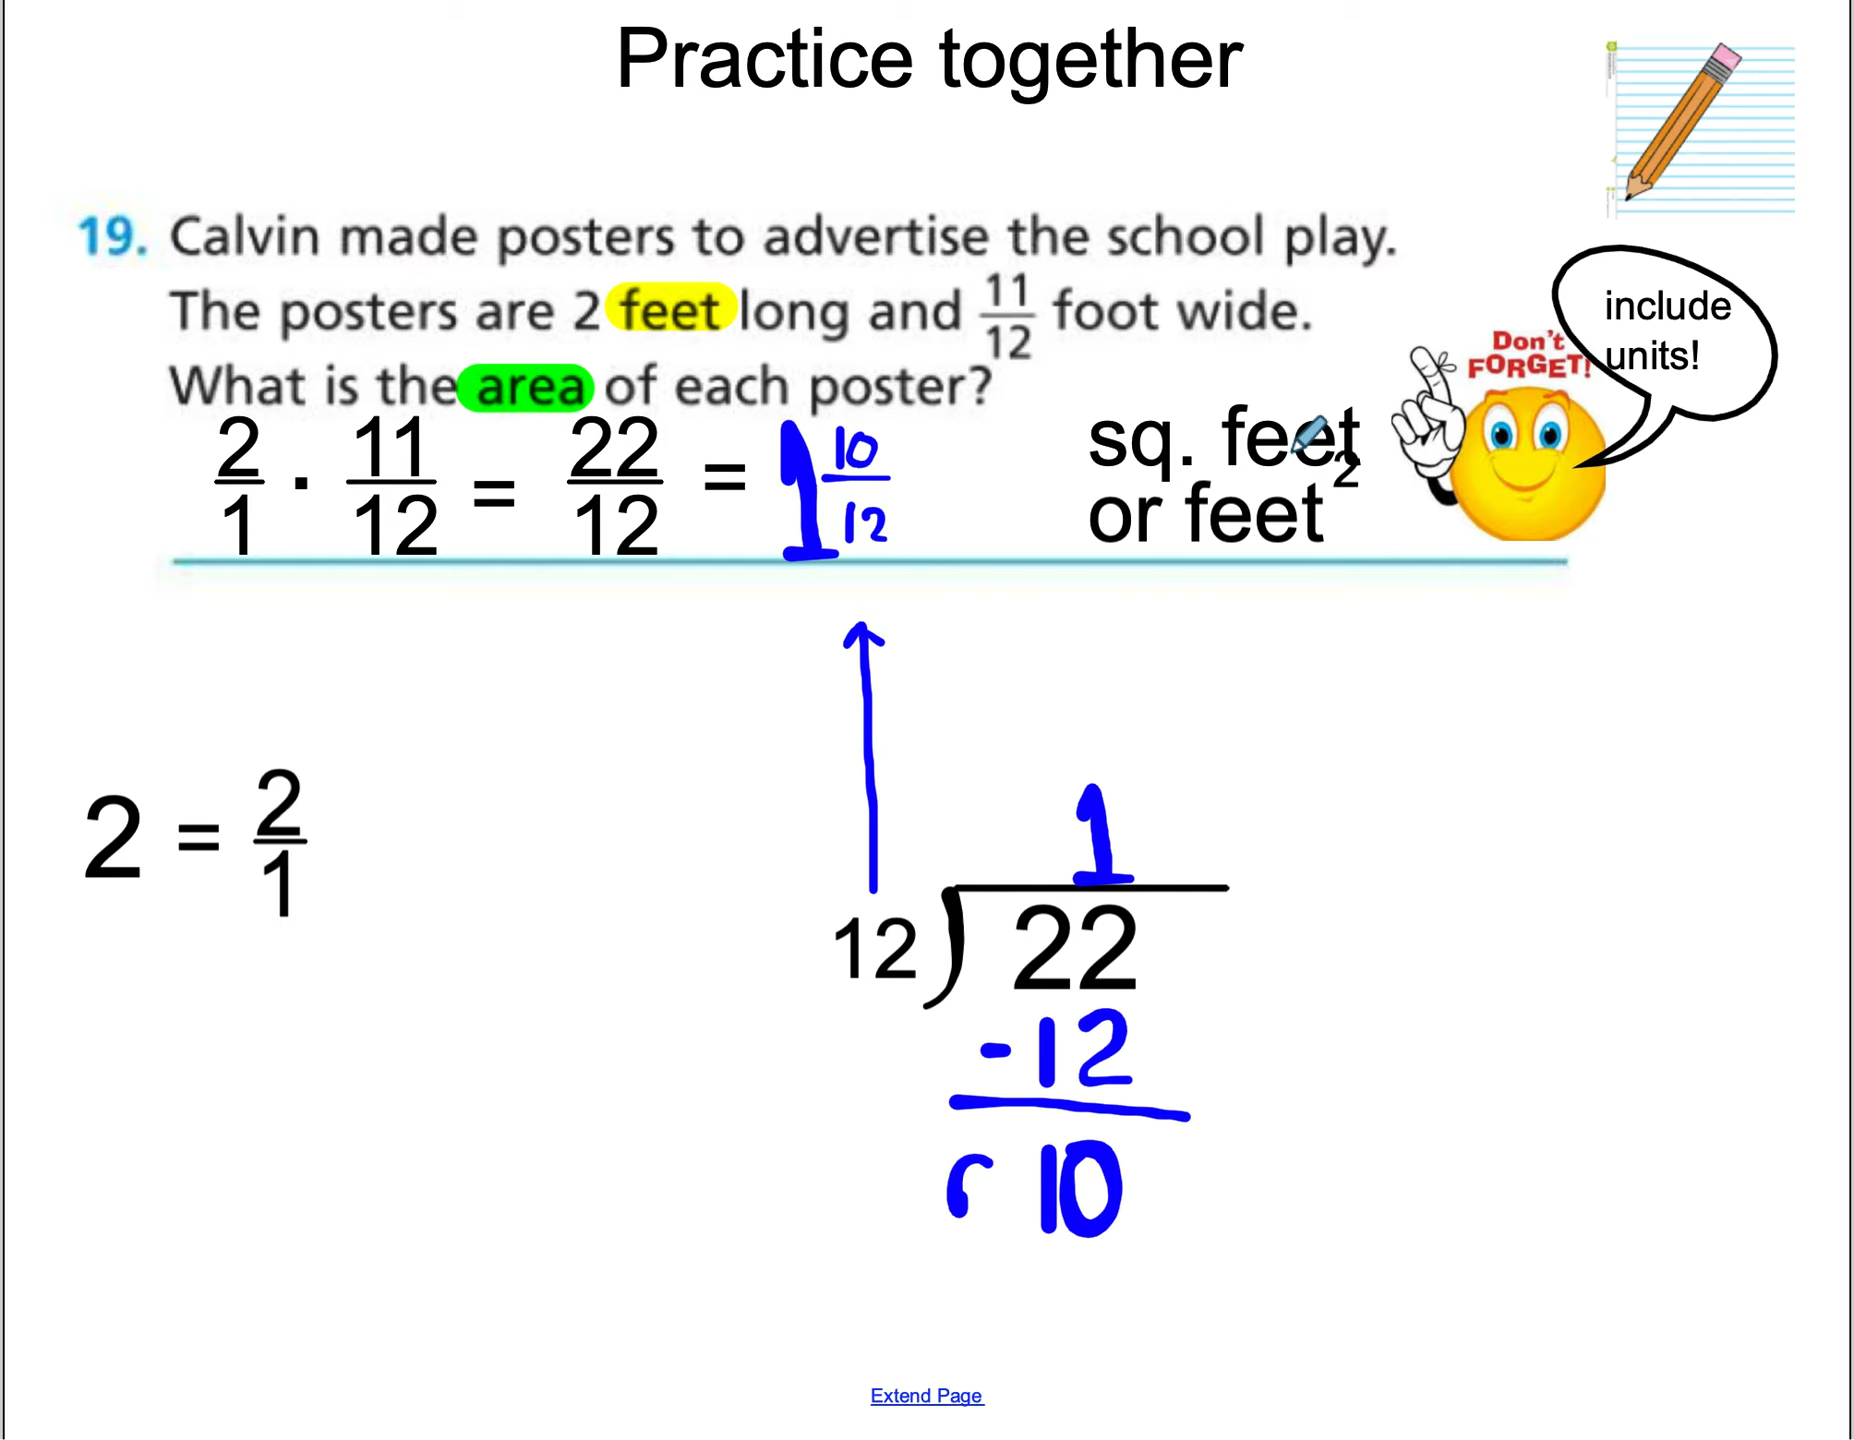 Practice together
19. Calvin made posters to advertise the school play.
The posters are 2 feet long and 11/12 foot wide.
What is the area of each poster?
include
units!
Don't
FORGET!
2/1 · 11/12 = 22/12 = 1 10/12
sq. feet
or feet²
2 = 2/1
1
12 ) 22
-12
r 10
Extend Page